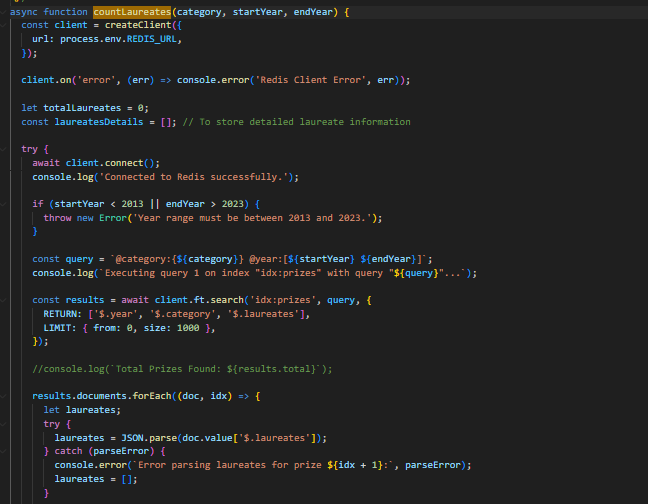 async function countLaureates(category, startYear, endYear) {
  const client = createClient({
    url: process.env.REDIS_URL,
  });

  client.on('error', (err) => console.error('Redis Client Error', err));

  let totalLaureates = 0;
  const laureatesDetails = []; // To store detailed laureate information

  try {
    await client.connect();
    console.log('Connected to Redis successfully.');

    if (startYear < 2013 || endYear > 2023) {
      throw new Error('Year range must be between 2013 and 2023.');
    }

    const query = `@category:{${category}} @year:[${startYear} ${endYear}]`;
    console.log(`Executing query 1 on index "idx:prizes" with query "${query}"...`);

    const results = await client.ft.search('idx:prizes', query, {
      RETURN: ['$.year', '$.category', '$.laureates'],
      LIMIT: { from: 0, size: 1000 },
    });

    //console.log(`Total Prizes Found: ${results.total}`);

    results.documents.forEach((doc, idx) => {
      let laureates;
      try {
        laureates = JSON.parse(doc.value['$.laureates']);
      } catch (parseError) {
        console.error(`Error parsing laureates for prize ${idx + 1}:`, parseError);
        laureates = [];
      }